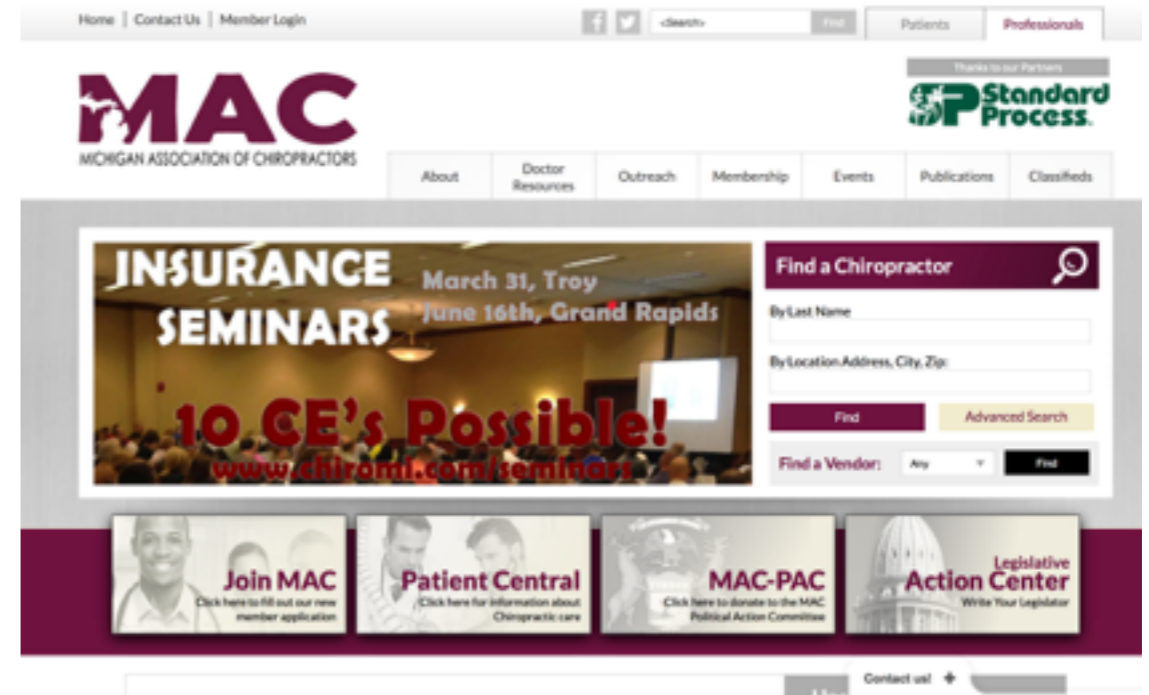 Home | Contact Us | Member Login
<Search>
Find
Patients
Professionals
Thanks to our Partners
MAC
MICHIGAN ASSOCIATION OF CHIROPRACTORS
SP Standard
Process.
About
Doctor
Resources
Outreach
Membership
Events
Publications
Classifieds
INSURANCE
SEMINARS
March 31, Troy
June 16th, Grand Rapids
10 CE's Possible!
www.chiromi.com/seminars
Find a Chiropractor
By Last Name
By Location Address, City, Zip:
Find
Advanced Search
Find a Vendor:
Any
Find
Join MAC
Click here to fill out our new
member application
Patient Central
Click here for information about
Chiropractic care
MAC-PAC
Click here to donate to the MAC
Political Action Committee
Legislative
Action Center
Write Your Legislator
Contact us! +